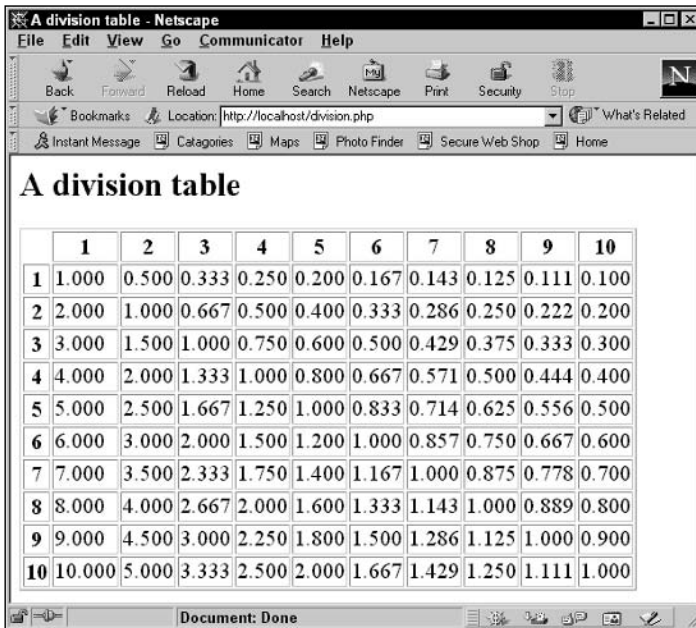 A division table - Netscape
File Edit View Go Communicator Help
Back Forward Reload Home Search Netscape Print Security Stop
My
N
Bookmarks Location: http://localhost/division.php What's Related
Instant Message Catagories Maps Photo Finder Secure Web Shop Home
A division table
1 2 3 4 5 6 7 8 9 10
1 1.000 0.500 0.333 0.250 0.200 0.167 0.143 0.125 0.111 0.100
2 2.000 1.000 0.667 0.500 0.400 0.333 0.286 0.250 0.222 0.200
3 3.000 1.500 1.000 0.750 0.600 0.500 0.429 0.375 0.333 0.300
4 4.000 2.000 1.333 1.000 0.800 0.667 0.571 0.500 0.444 0.400
5 5.000 2.500 1.667 1.250 1.000 0.833 0.714 0.625 0.556 0.500
6 6.000 3.000 2.000 1.500 1.200 1.000 0.857 0.750 0.667 0.600
7 7.000 3.500 2.333 1.750 1.400 1.167 1.000 0.875 0.778 0.700
8 8.000 4.000 2.667 2.000 1.600 1.333 1.143 1.000 0.889 0.800
9 9.000 4.500 3.000 2.250 1.800 1.500 1.286 1.125 1.000 0.900
10 10.000 5.000 3.333 2.500 2.000 1.667 1.429 1.250 1.111 1.000
Document: Done